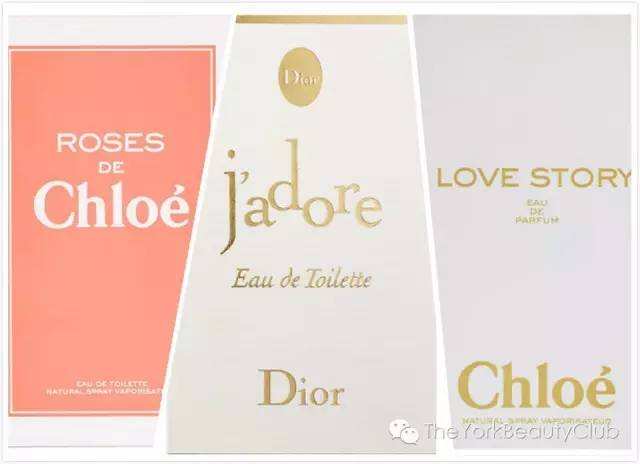 ROSES
DE
Chloé
EAU DE TOILETTE
NATURAL SPRAY VAPORISATEUR
Dior
j'adore
Eau de Toilette
Dior
LOVE STORY
EAU
DE
PARFUM
Chloé
NATURAL SPRAY VAPORISATEUR
TheYorkBeautyClub